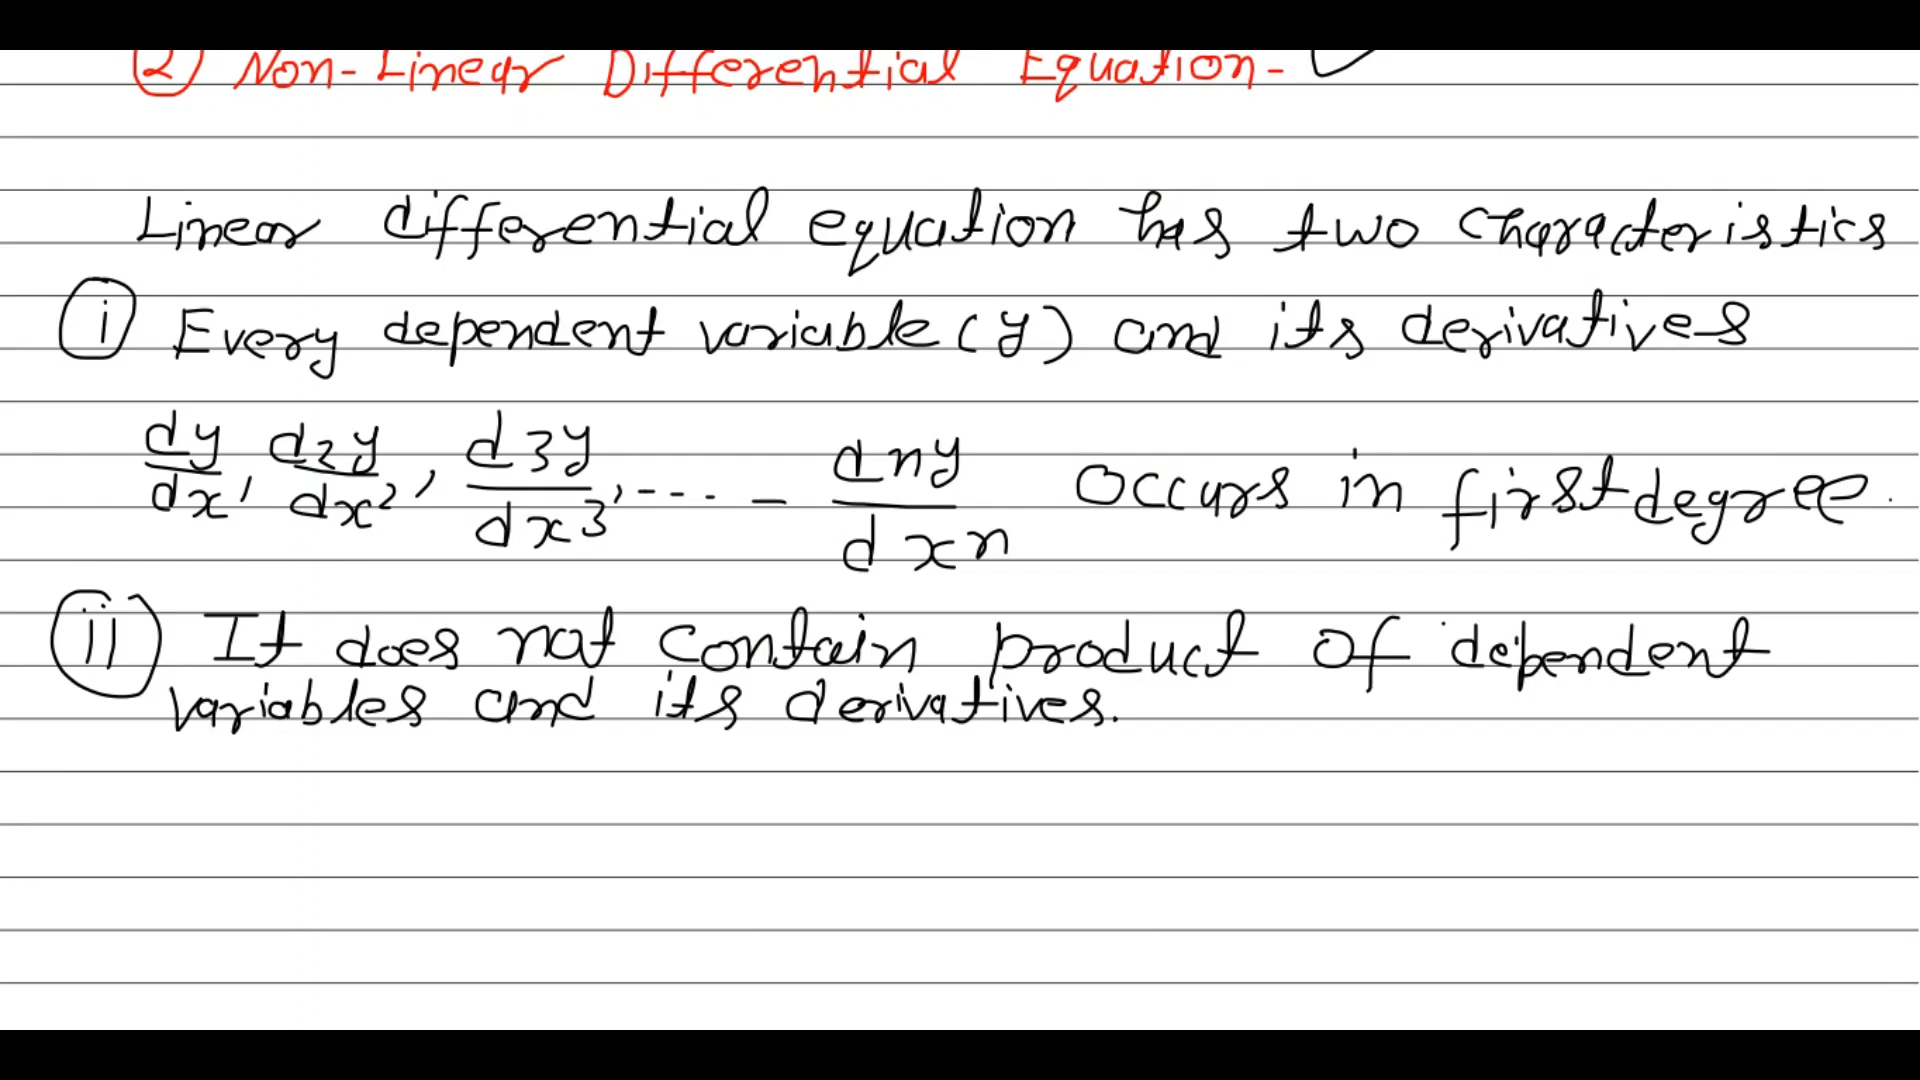 ② Non-Linear Differential Equation-
Linear differential equation has two characteristics
ⓘ Every dependent variable (y) and its derivatives
dy/dx, d2y/dx2, d3y/dx3, ---- - dny/dxn occurs in first degree.
(ii) It does not contain product of dependent
variables and its derivatives.